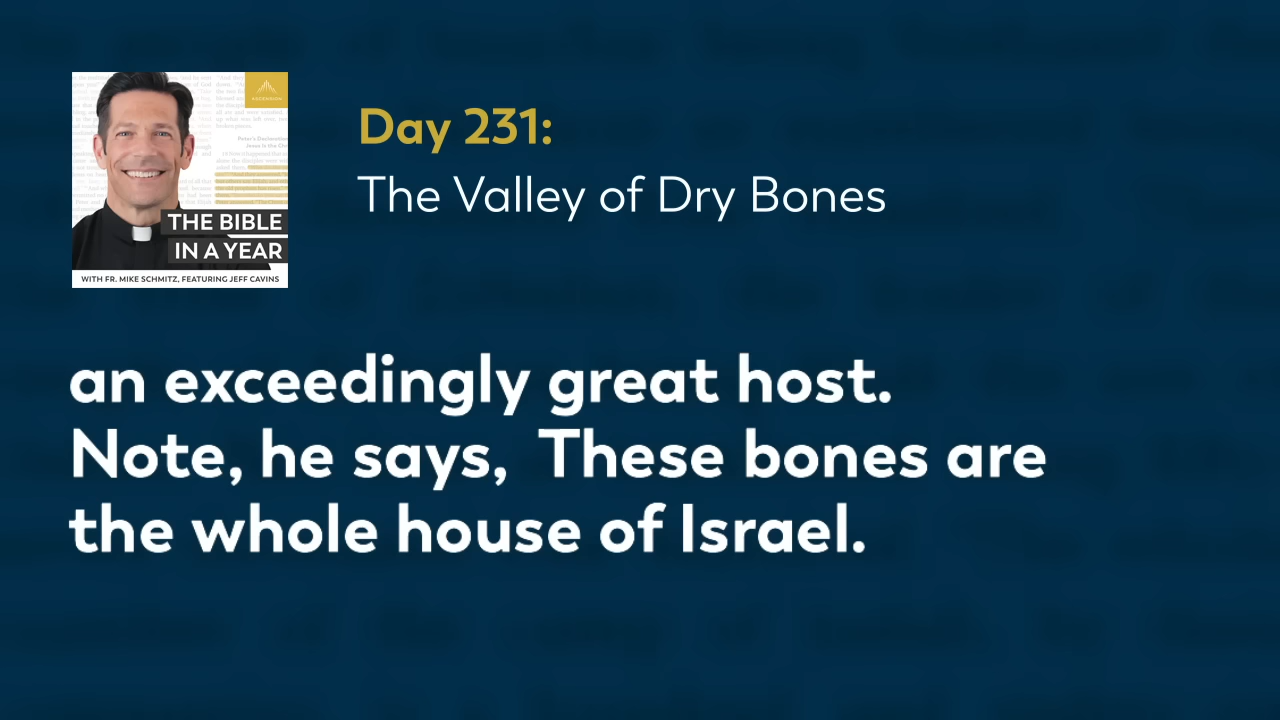 ASCENSION
THE BIBLE
IN A YEAR
WITH FR. MIKE SCHMITZ, FEATURING JEFF CAVINS
Day 231:
The Valley of Dry Bones
an exceedingly great host.
Note, he says,  These bones are
the whole house of Israel.